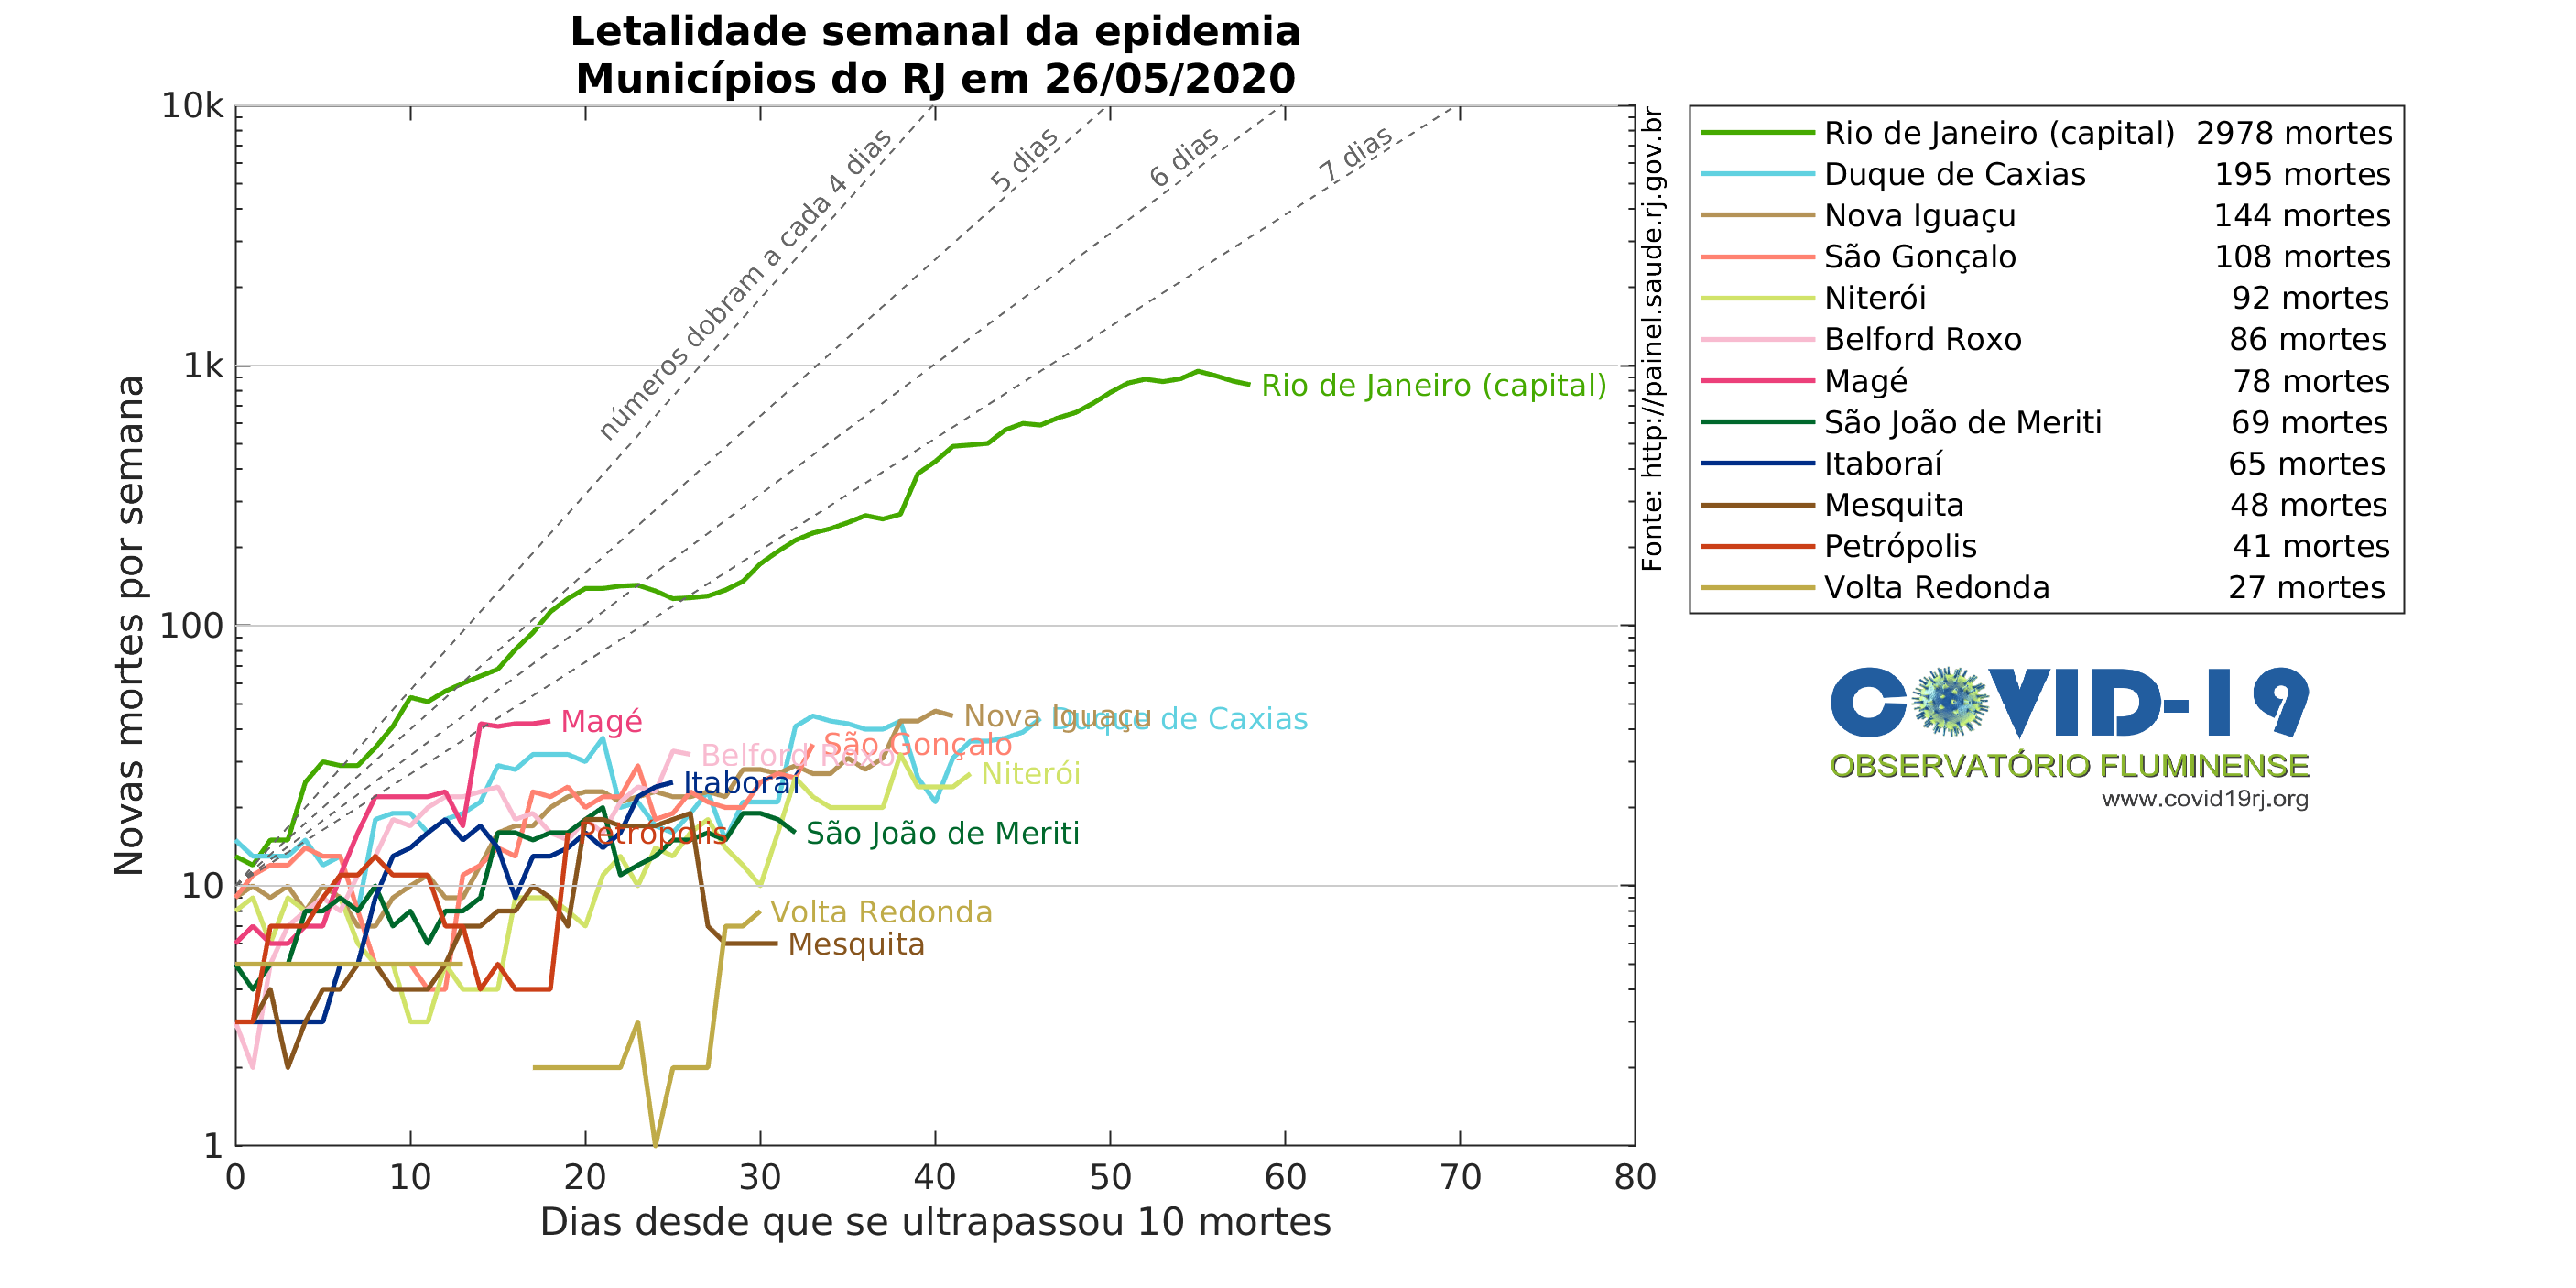 Letalidade semanal da epidemia
Municípios do RJ em 26/05/2020
Novas mortes por semana
10k
1k
100
10
1
0 10 20 30 40 50 60 70 80
Dias desde que se ultrapassou 10 mortes
números dobram a cada 4 dias
5 dias
6 dias
7 dias
Rio de Janeiro (capital)
Magé
Nova Iguaçu
Duque de Caxias
São Gonçalo
Belford Roxo
Niterói
Itaboraí
Petrópolis
São João de Meriti
Volta Redonda
Mesquita
Fonte: http://painel.saude.rj.gov.br
Rio de Janeiro (capital) 2978 mortes
Duque de Caxias 195 mortes
Nova Iguaçu 144 mortes
São Gonçalo 108 mortes
Niterói 92 mortes
Belford Roxo 86 mortes
Magé 78 mortes
São João de Meriti 69 mortes
Itaboraí 65 mortes
Mesquita 48 mortes
Petrópolis 41 mortes
Volta Redonda 27 mortes
COVID-19
OBSERVATÓRIO FLUMINENSE
www.covid19rj.org